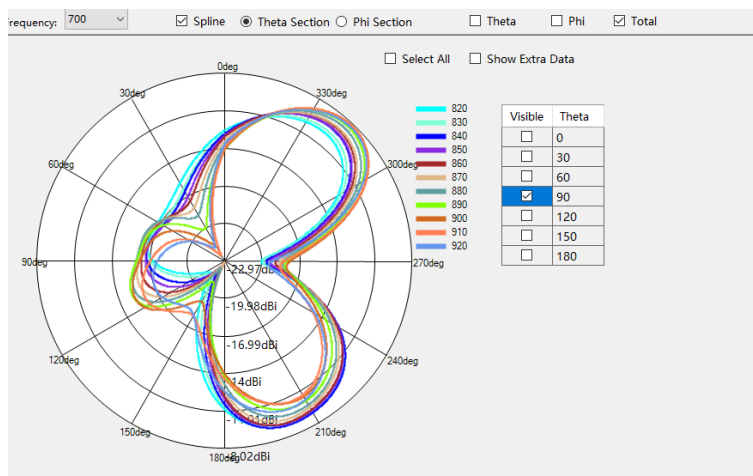 Frequency: 700 Spline Theta Section Phi Section Theta Phi Total
Select All Show Extra Data
0deg
30deg
330deg
60deg
300deg
90deg
270deg
120deg
240deg
150deg
210deg
180deg
-22.97dBi
-19.98dBi
-16.99dBi
-14dBi
-8.02dBi
820
830
840
850
860
870
880
890
900
910
920
Visible Theta
0
30
60
90
120
150
180